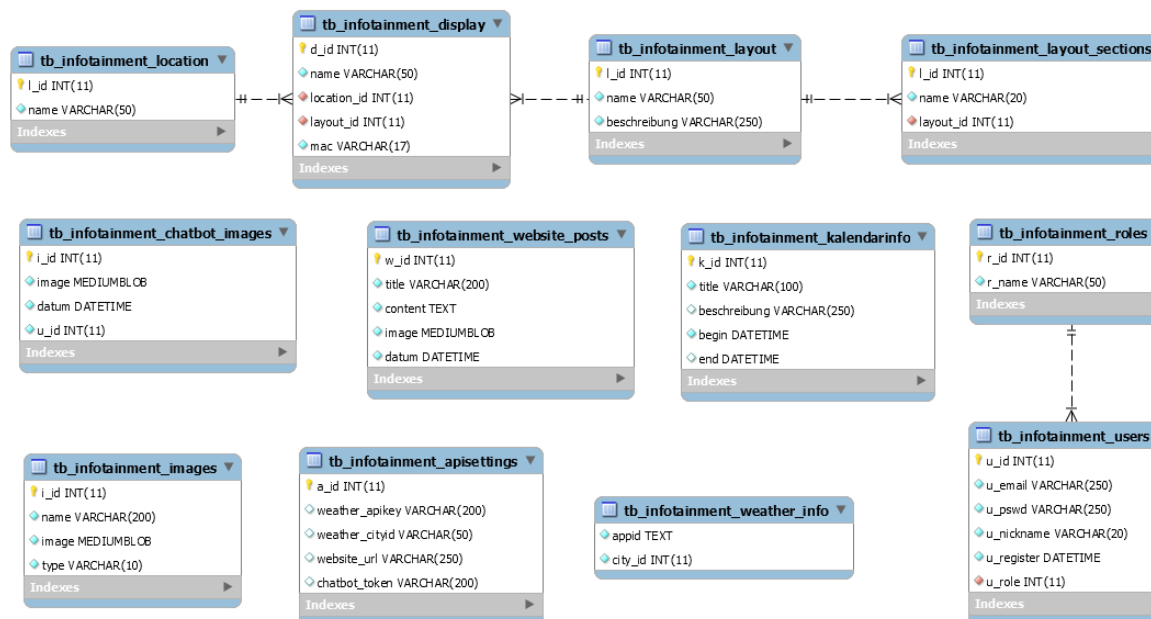 tb_infotainment_location
l_id INT(11)
name VARCHAR(50)
Indexes
tb_infotainment_display
d_id INT(11)
name VARCHAR(50)
location_id INT(11)
layout_id INT(11)
mac VARCHAR(17)
Indexes
tb_infotainment_layout
l_id INT(11)
name VARCHAR(50)
beschreibung VARCHAR(250)
Indexes
tb_infotainment_layout_sections
l_id INT(11)
name VARCHAR(20)
layout_id INT(11)
Indexes
tb_infotainment_chatbot_images
i_id INT(11)
image MEDIUMBLOB
datum DATETIME
u_id INT(11)
Indexes
tb_infotainment_website_posts
w_id INT(11)
title VARCHAR(200)
content TEXT
image MEDIUMBLOB
datum DATETIME
Indexes
tb_infotainment_kalendarinfo
k_id INT(11)
title VARCHAR(100)
beschreibung VARCHAR(250)
begin DATETIME
end DATETIME
Indexes
tb_infotainment_roles
r_id INT(11)
r_name VARCHAR(50)
Indexes
tb_infotainment_images
i_id INT(11)
name VARCHAR(200)
image MEDIUMBLOB
type VARCHAR(10)
Indexes
tb_infotainment_apisettings
a_id INT(11)
weather_apikey VARCHAR(200)
weather_cityid VARCHAR(50)
website_url VARCHAR(250)
chatbot_token VARCHAR(200)
Indexes
tb_infotainment_weather_info
appid TEXT
city_id INT(11)
tb_infotainment_users
u_id INT(11)
u_email VARCHAR(250)
u_pswd VARCHAR(250)
u_nickname VARCHAR(20)
u_register DATETIME
u_role INT(11)
Indexes